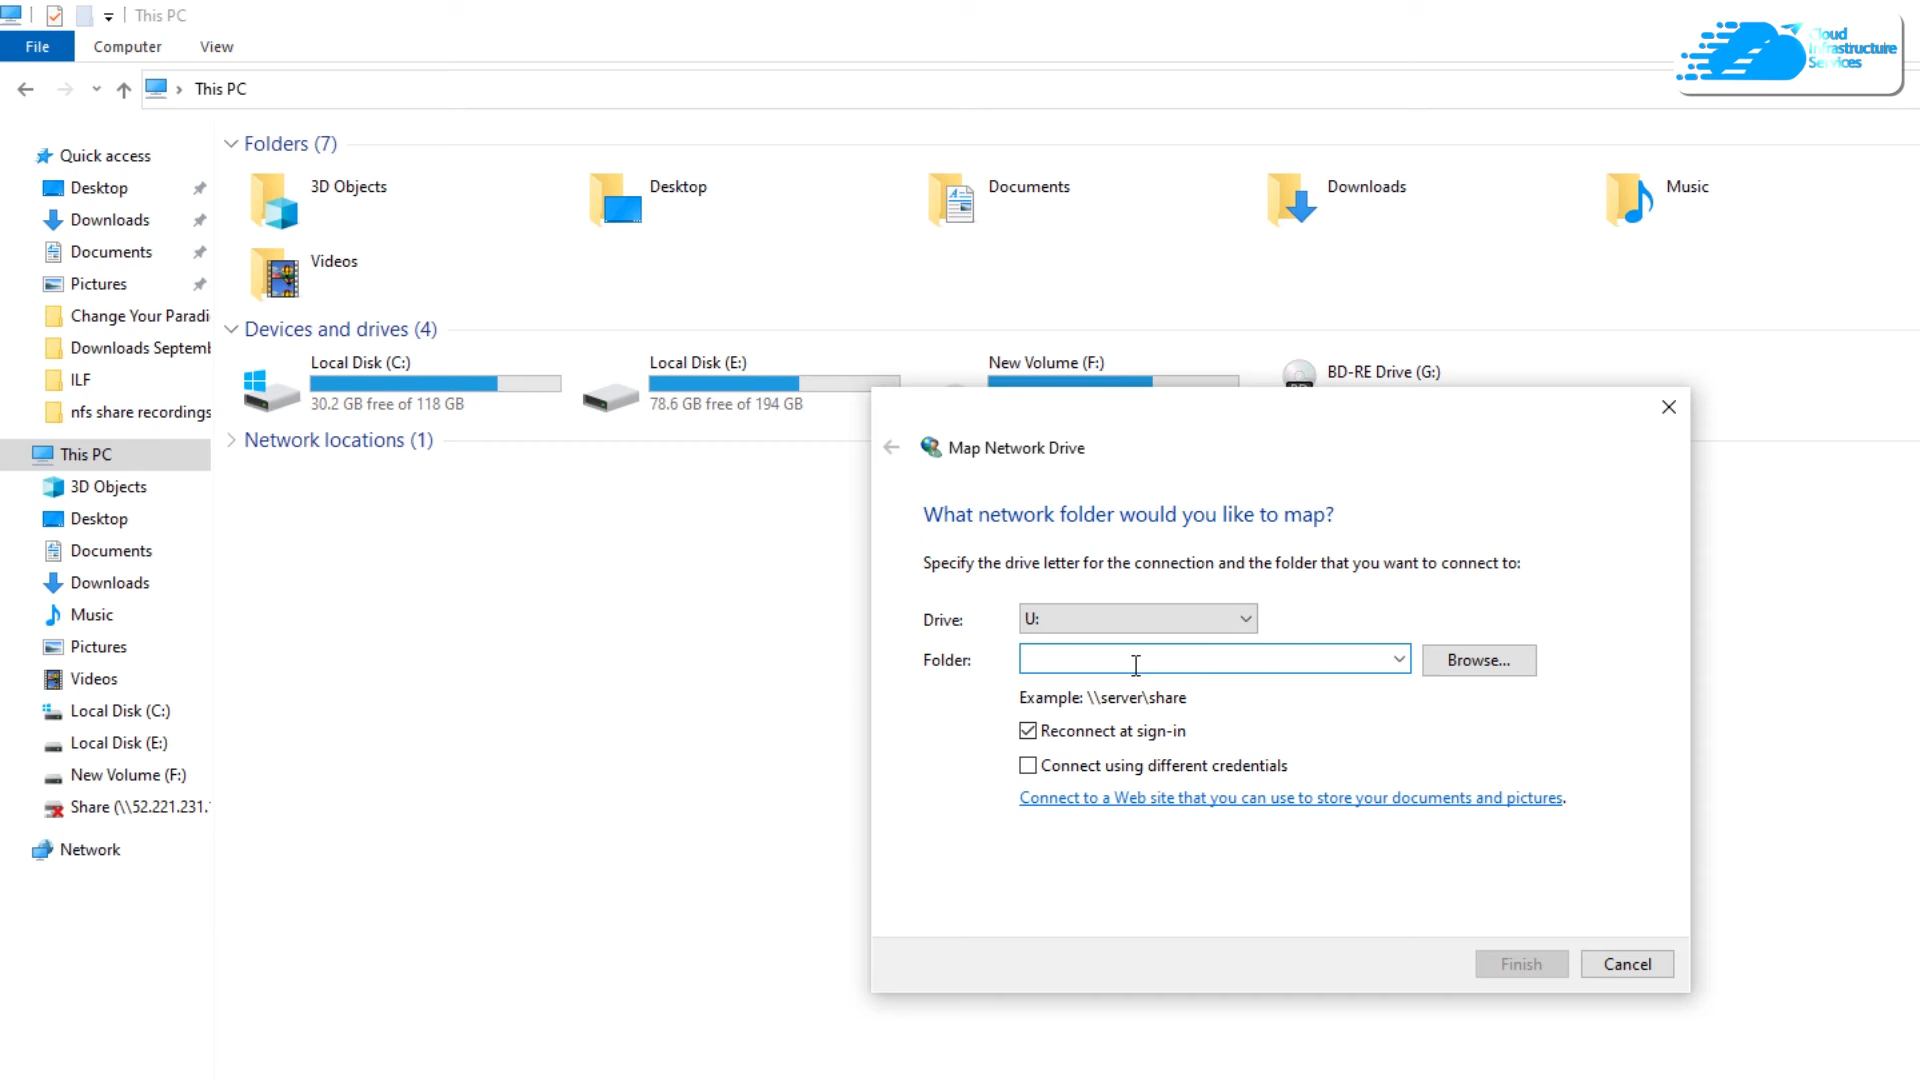 This PC
File
Computer
View
This PC
Cloud
Infrastructure
Services
Quick access
Desktop
Downloads
Documents
Pictures
Change Your Paradi
Downloads Septemb
ILF
nfs share recordings
This PC
3D Objects
Desktop
Documents
Downloads
Music
Pictures
Videos
Local Disk (C:)
Local Disk (E:)
New Volume (F:)
Share (\\52.221.231.
Network
Folders (7)
3D Objects
Desktop
Documents
Downloads
Music
Videos
Devices and drives (4)
Local Disk (C:)
30.2 GB free of 118 GB
Local Disk (E:)
78.6 GB free of 194 GB
New Volume (F:)
BD-RE Drive (G:)
Network locations (1)
Map Network Drive
What network folder would you like to map?
Specify the drive letter for the connection and the folder that you want to connect to:
Drive:
U:
Folder:
Browse...
Example: \\server\share
Reconnect at sign-in
Connect using different credentials
Connect to a Web site that you can use to store your documents and pictures.
Finish
Cancel